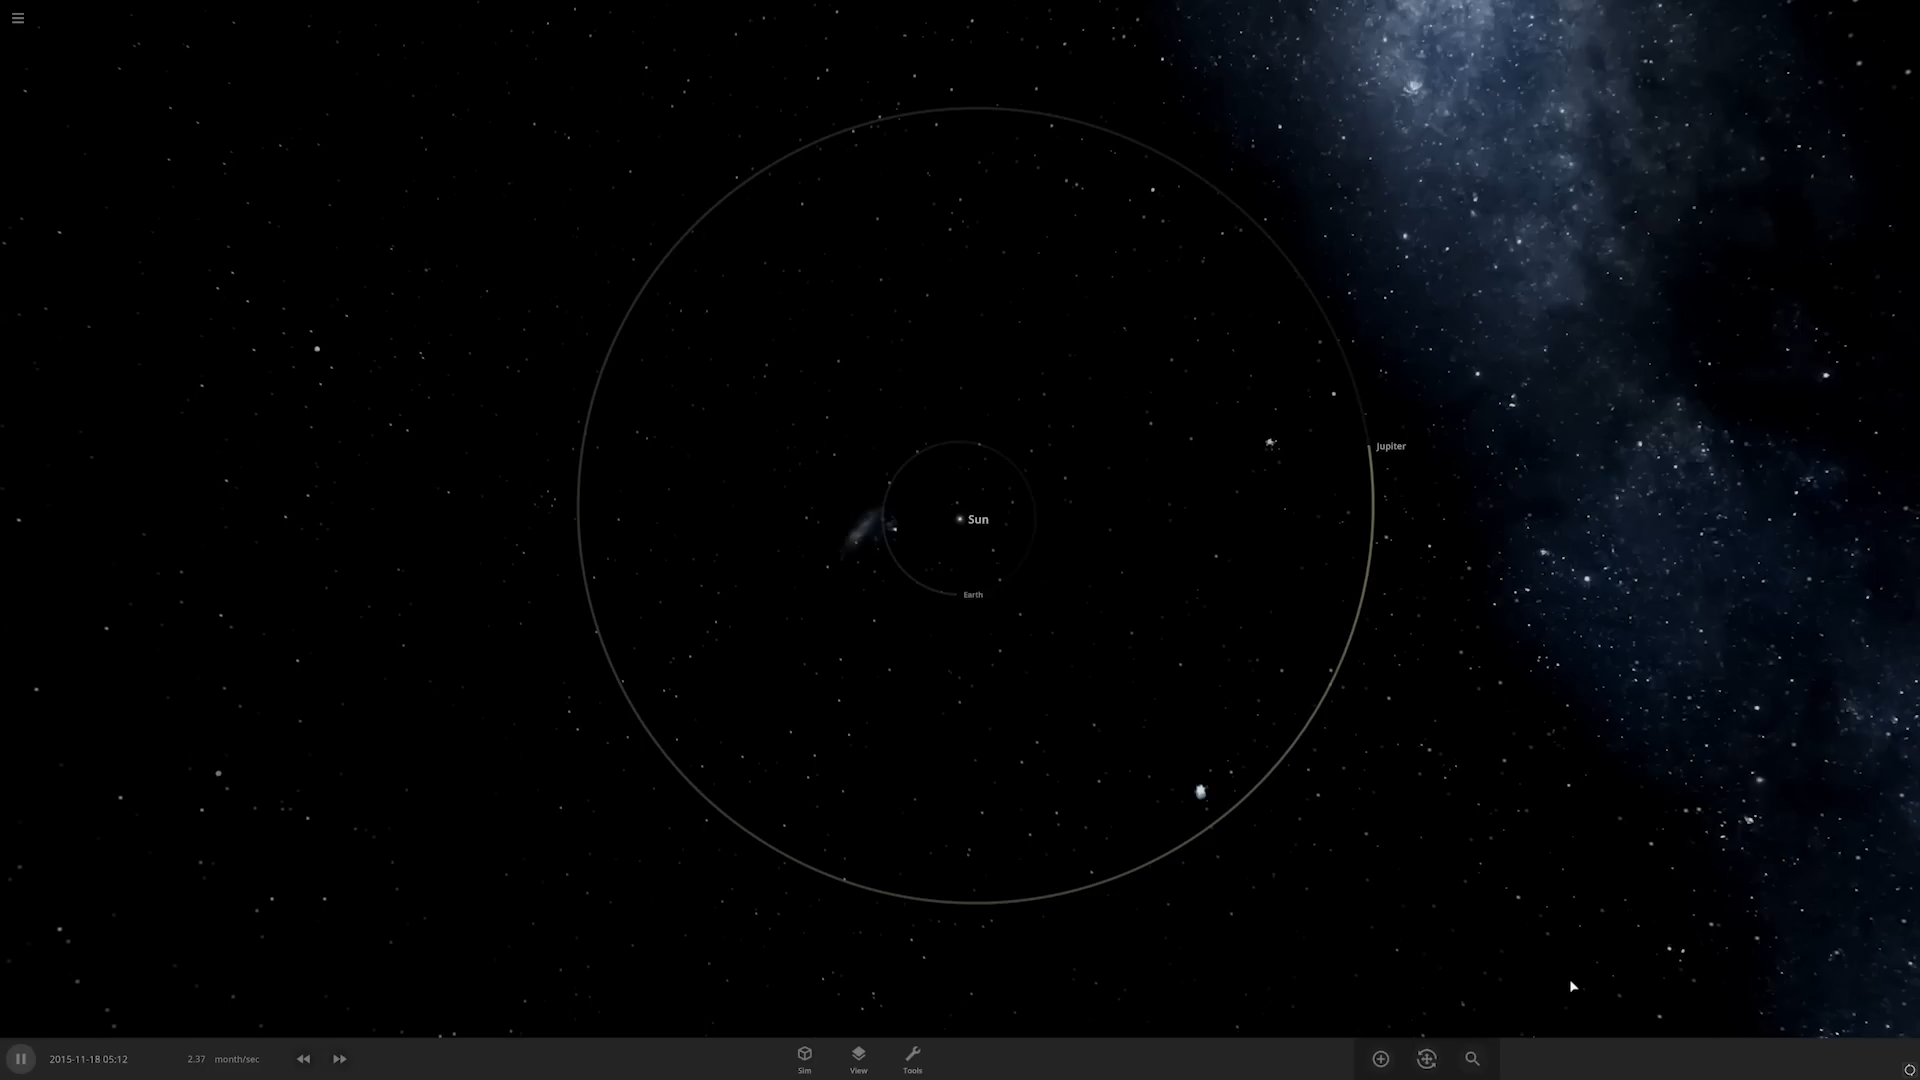 Jupiter
Sun
Earth
2015-11-18 05:12 2.37 month/sec
Sim View Tools